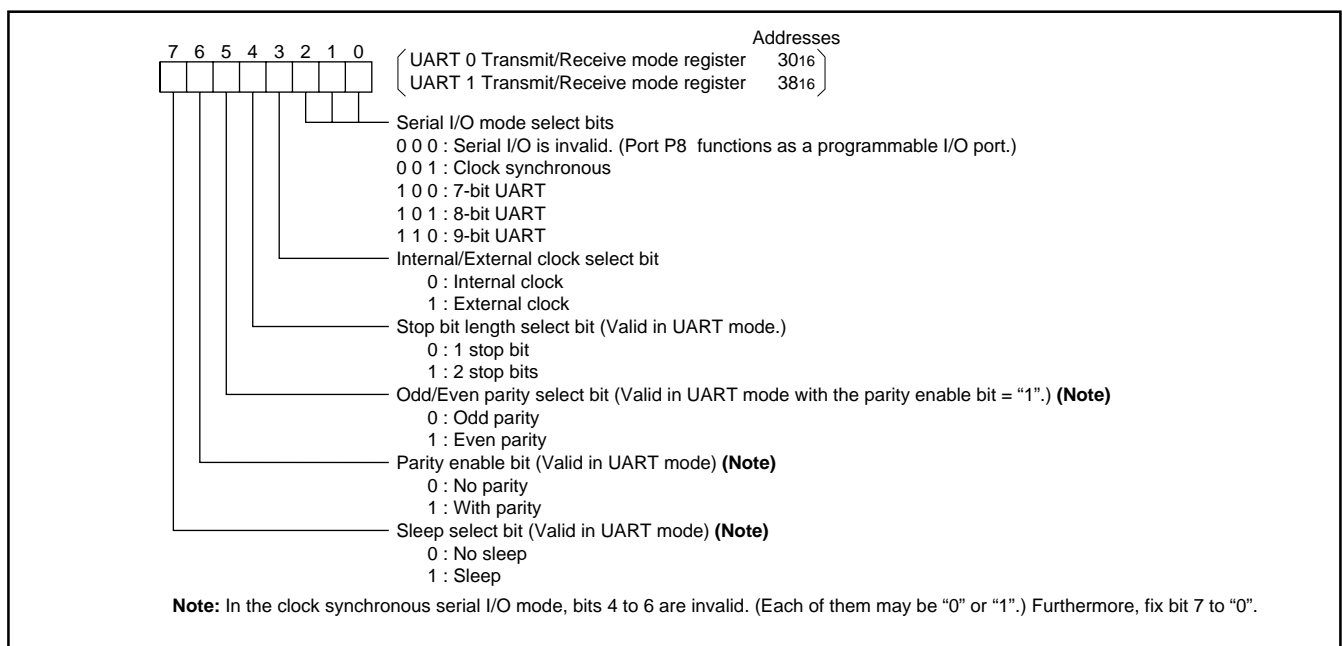 Addresses
7 6 5 4 3 2 1 0
UART 0 Transmit/Receive mode register 3016
UART 1 Transmit/Receive mode register 3816
Serial I/O mode select bits
0 0 0 : Serial I/O is invalid. (Port P8 functions as a programmable I/O port.)
0 0 1 : Clock synchronous
1 0 0 : 7-bit UART
1 0 1 : 8-bit UART
1 1 0 : 9-bit UART
Internal/External clock select bit
0 : Internal clock
1 : External clock
Stop bit length select bit (Valid in UART mode.)
0 : 1 stop bit
1 : 2 stop bits
Odd/Even parity select bit (Valid in UART mode with the parity enable bit = “1”.) (Note)
0 : Odd parity
1 : Even parity
Parity enable bit (Valid in UART mode) (Note)
0 : No parity
1 : With parity
Sleep select bit (Valid in UART mode) (Note)
0 : No sleep
1 : Sleep
Note: In the clock synchronous serial I/O mode, bits 4 to 6 are invalid. (Each of them may be “0” or “1”.) Furthermore, fix bit 7 to “0”.